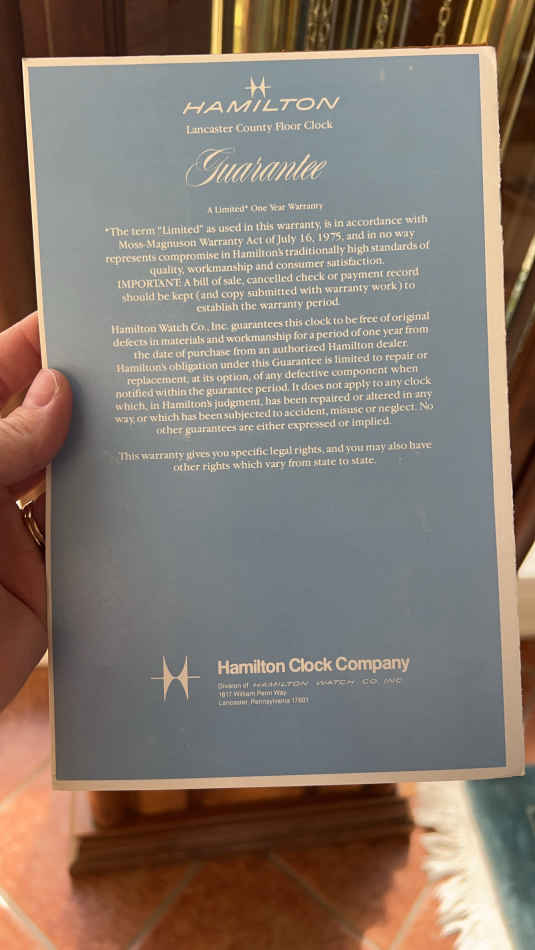 HAMILTON
Lancaster County Floor Clock
Guarantee
A Limited* One Year Warranty
*The term "Limited" as used in this warranty, is in accordance with
Moss-Magnuson Warranty Act of July 16, 1975, and in no way
represents compromise in Hamilton's traditionally high standards of
quality, workmanship and consumer satisfaction.
IMPORTANT: A bill of sale, cancelled check or payment record
should be kept (and copy submitted with warranty work) to
establish the warranty period.
Hamilton Watch Co., Inc. guarantees this clock to be free of original
defects in materials and workmanship for a period of one year from
the date of purchase from an authorized Hamilton dealer.
Hamilton's obligation under this Guarantee is limited to repair or
replacement, at its option, of any defective component when
notified within the guarantee period. It does not apply to any clock
which, in Hamilton's judgment, has been repaired or altered in any
way, or which has been subjected to accident, misuse or neglect. No
other guarantees are either expressed or implied.
This warranty gives you specific legal rights, and you may also have
other rights which vary from state to state.
Hamilton Clock Company
Division of HAMILTON WATCH CO. INC.
1817 William Penn Way
Lancaster, Pennsylvania 17601